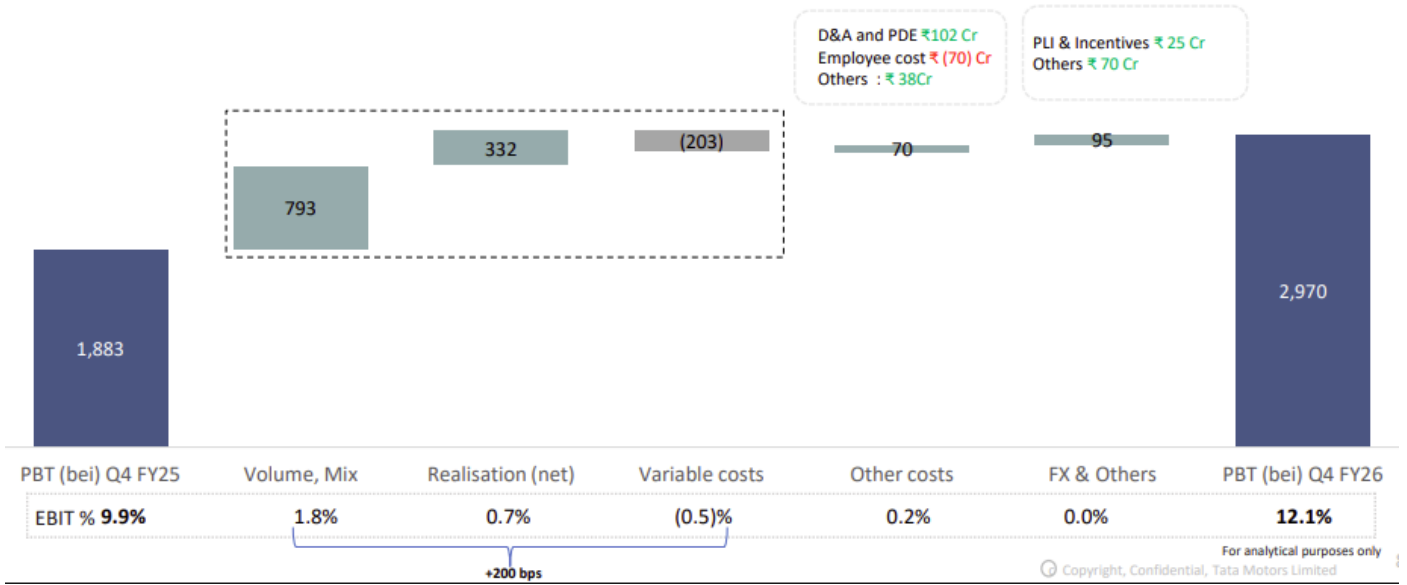 D&A and PDE ₹102 Cr
Employee cost ₹ (70) Cr
Others : ₹ 38Cr
PLI & Incentives ₹ 25 Cr
Others ₹ 70 Cr
1,883
793
332
(203)
70
95
2,970
PBT (bei) Q4 FY25 Volume, Mix Realisation (net) Variable costs Other costs FX & Others PBT (bei) Q4 FY26
EBIT % 9.9% 1.8% 0.7% (0.5)% 0.2% 0.0% 12.1%
+200 bps
For analytical purposes only
Copyright, Confidential, Tata Motors Limited